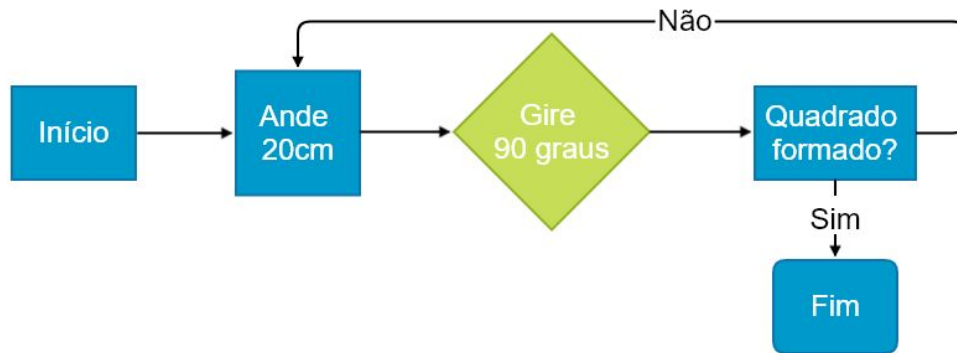 Não
Início
Ande
20cm
Gire
90 graus
Quadrado
formado?
Sim
Fim